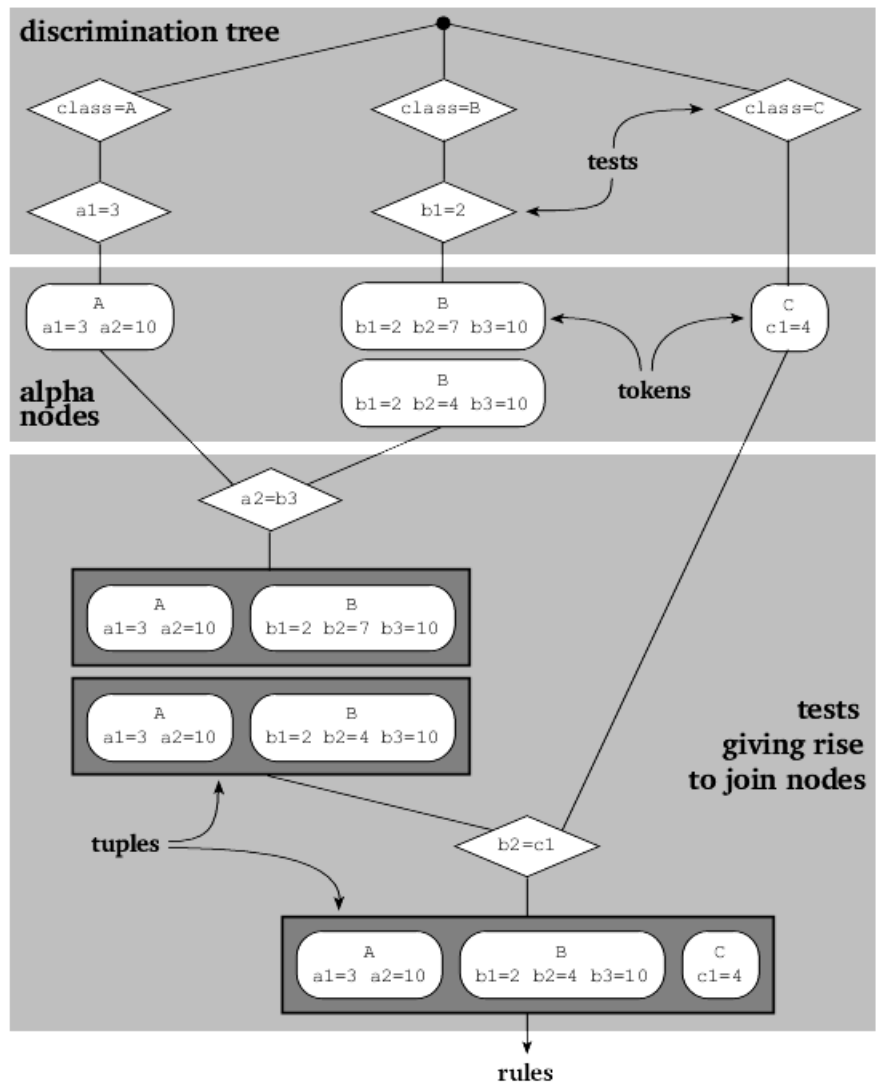 discrimination tree
class=A
class=B
class=C
tests
a1=3
b1=2
A
a1=3 a2=10
B
b1=2 b2=7 b3=10
C
c1=4
B
b1=2 b2=4 b3=10
tokens
alpha
nodes
a2=b3
A
a1=3 a2=10
B
b1=2 b2=7 b3=10
A
a1=3 a2=10
B
b1=2 b2=4 b3=10
tests
giving rise
to join nodes
tuples
b2=c1
A
a1=3 a2=10
B
b1=2 b2=4 b3=10
C
c1=4
rules